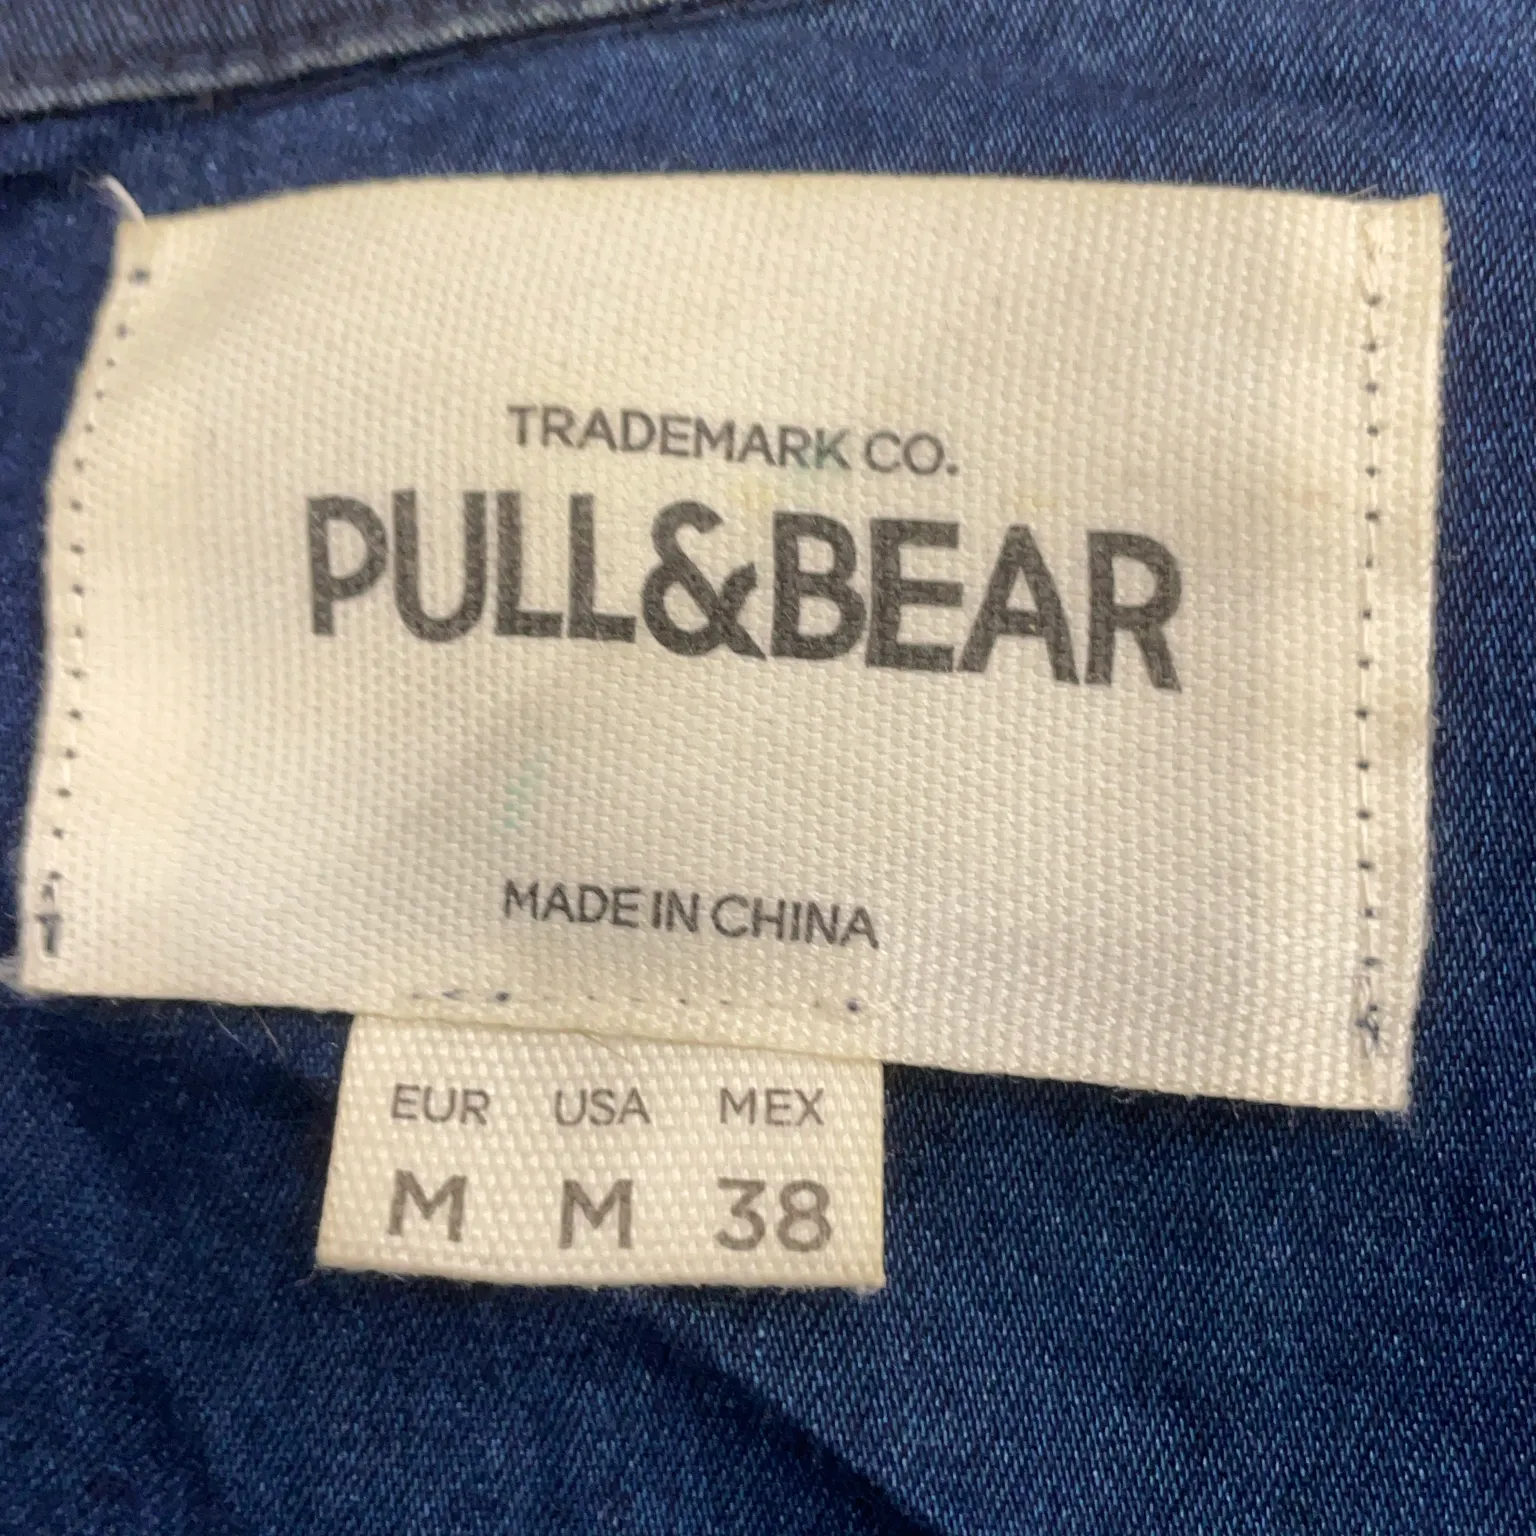 TRADEMARK CO.
PULL&BEAR
MADE IN CHINA
EUR USA MEX
M M 38